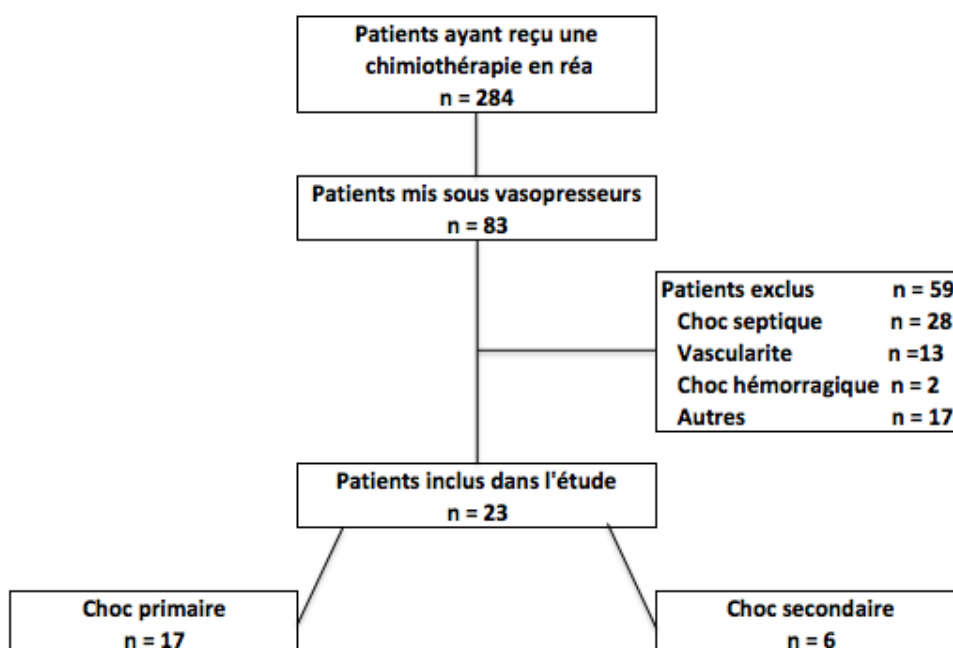 Patients ayant reçu une
chimiothérapie en réa
n = 284
Patients mis sous vasopresseurs
n = 83
Patients exclus n = 59
Choc septique n = 28
Vascularite n =13
Choc hémorragique n = 2
Autres n = 17
Patients inclus dans l'étude
n = 23
Choc primaire
n = 17
Choc secondaire
n = 6